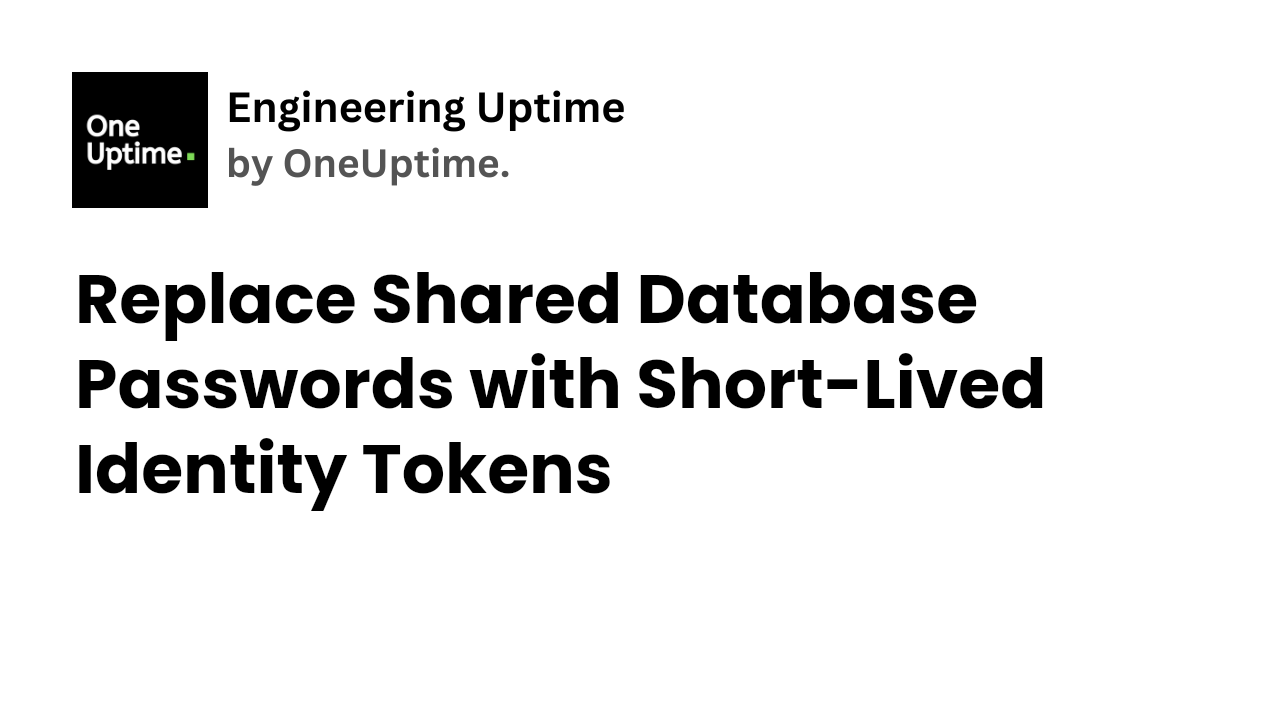 One
Uptime.
Engineering Uptime
by OneUptime.
Replace Shared Database
Passwords with Short-Lived
Identity Tokens